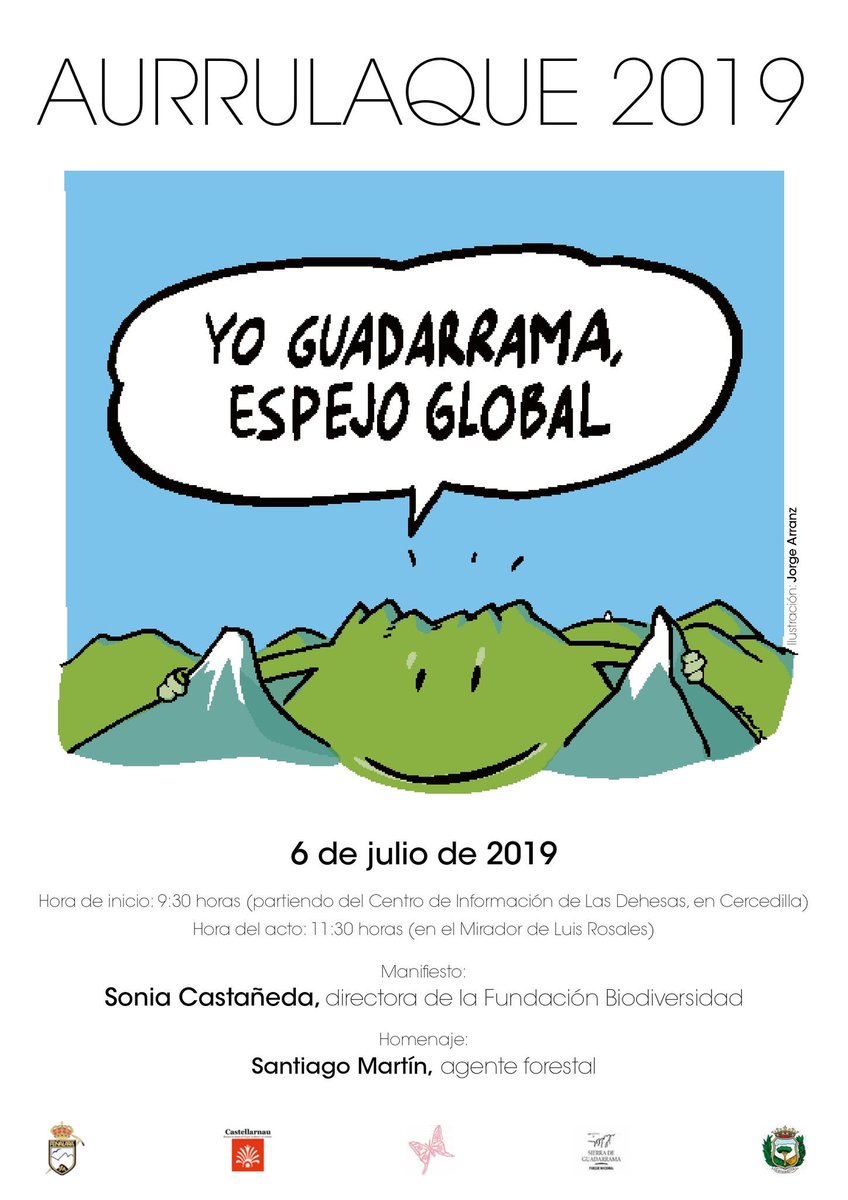 AURRULAQUE 2019
YO GUADARRAMA,
ESPEJO GLOBAL
Ilustración: Jorge Arranz
6 de julio de 2019
Hora de inicio: 9:30 horas (partiendo del Centro de Información de Las Dehesas, en Cercedilla)
Hora del acto: 11:30 horas (en el Mirador de Luis Rosales)
Manifiesto:
Sonia Castañeda, directora de la Fundación Biodiversidad
Homenaje:
Santiago Martín, agente forestal
PEÑALARA
Castellarnau
SIERRA DE
GUADARRAMA
PARQUE NACIONAL